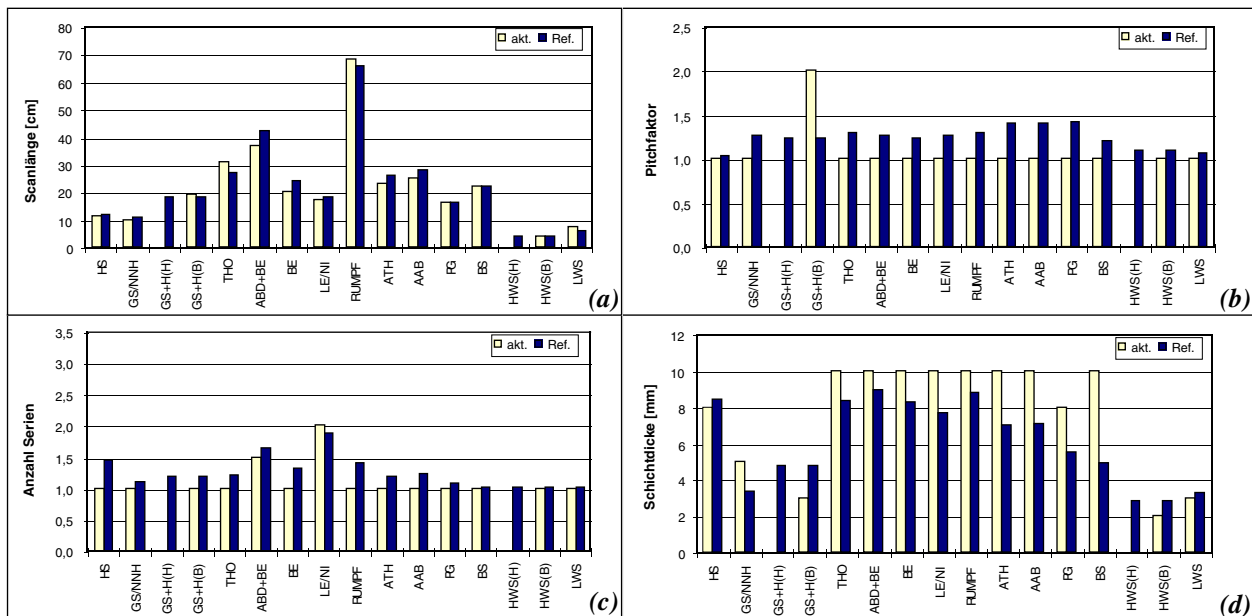 akt. Ref.
80
70
60
50
40
30
20
10
0
Scanlänge [cm]
HS GS/NNH GS+H(H) GS+H(B) THO ABD+BE BE LE/NI RUMPF ATH AAB PG BS HWS(H) HWS(B) LWS
(a)
akt. Ref.
2,5
2,0
1,5
1,0
0,5
0,0
Pitchfaktor
HS GS/NNH GS+H(H) GS+H(B) THO ABD+BE BE LE/NI RUMPF ATH AAB PG BS HWS(H) HWS(B) LWS
(b)
akt. Ref.
3,5
3,0
2,5
2,0
1,5
1,0
0,5
0,0
Anzahl Serien
HS GS/NNH GS+H(H) GS+H(B) THO ABD+BE BE LE/NI RUMPF ATH AAB PG BS HWS(H) HWS(B) LWS
(c)
akt. Ref.
12
10
8
6
4
2
0
Schichtdicke [mm]
HS GS/NNH GS+H(H) GS+H(B) THO ABD+BE BE LE/NI RUMPF ATH AAB PG BS HWS(H) HWS(B) LWS
(d)